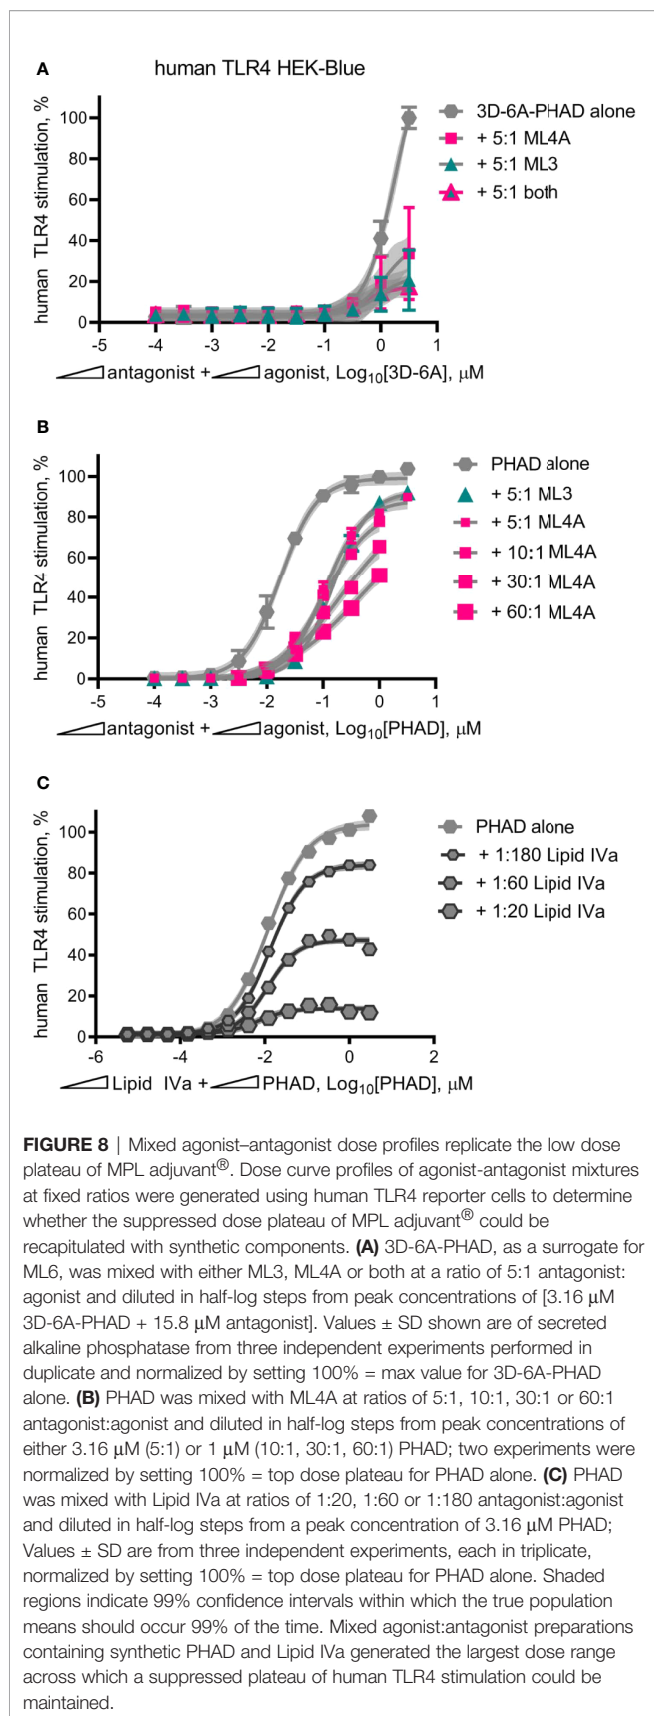 A
human TLR4 HEK-Blue
human TLR4 stimulation, %
100
80
60
40
20
0
-5 -4 -3 -2 -1 0 1
antagonist + agonist, Log10[3D-6A], μM
3D-6A-PHAD alone
+ 5:1 ML4A
+ 5:1 ML3
+ 5:1 both
B
human TLR4 stimulation, %
100
80
60
40
20
0
-5 -4 -3 -2 -1 0 1
antagonist + agonist, Log10[PHAD], μM
PHAD alone
+ 5:1 ML3
+ 5:1 ML4A
+ 10:1 ML4A
+ 30:1 ML4A
+ 60:1 ML4A
C
human TLR4 stimulation, %
100
80
60
40
20
0
-6 -4 -2 0 2
Lipid IVa + PHAD, Log10[PHAD], μM
PHAD alone
+ 1:180 Lipid IVa
+ 1:60 Lipid IVa
+ 1:20 Lipid IVa
FIGURE 8 | Mixed agonist–antagonist dose profiles replicate the low dose
plateau of MPL adjuvant®. Dose curve profiles of agonist-antagonist mixtures
at fixed ratios were generated using human TLR4 reporter cells to determine
whether the suppressed dose plateau of MPL adjuvant® could be
recapitulated with synthetic components. (A) 3D-6A-PHAD, as a surrogate for
ML6, was mixed with either ML3, ML4A or both at a ratio of 5:1 antagonist:
agonist and diluted in half-log steps from peak concentrations of [3.16 μM
3D-6A-PHAD + 15.8 μM antagonist]. Values ± SD shown are of secreted
alkaline phosphatase from three independent experiments performed in
duplicate and normalized by setting 100% = max value for 3D-6A-PHAD
alone. (B) PHAD was mixed with ML4A at ratios of 5:1, 10:1, 30:1 or 60:1
antagonist:agonist and diluted in half-log steps from peak concentrations of
either 3.16 μM (5:1) or 1 μM (10:1, 30:1, 60:1) PHAD; two experiments were
normalized by setting 100% = top dose plateau for PHAD alone. (C) PHAD
was mixed with Lipid IVa at ratios of 1:20, 1:60 or 1:180 antagonist:agonist
and diluted in half-log steps from a peak concentration of 3.16 μM PHAD;
Values ± SD are from three independent experiments, each in triplicate,
normalized by setting 100% = top dose plateau for PHAD alone. Shaded
regions indicate 99% confidence intervals within which the true population
means should occur 99% of the time. Mixed agonist:antagonist preparations
containing synthetic PHAD and Lipid IVa generated the largest dose range
across which a suppressed plateau of human TLR4 stimulation could be
maintained.